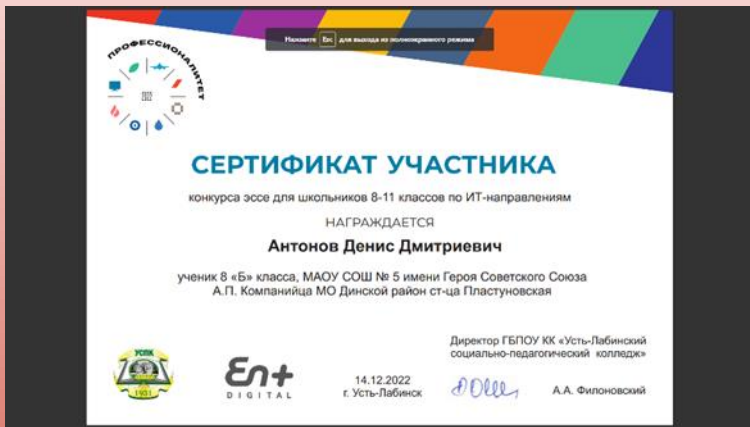 Нажмите Esc для выхода из полноэкранного режима
ПРОФЕССИОНАЛИТЕТ
СЕРТИФИКАТ УЧАСТНИКА
конкурса эссе для школьников 8-11 классов по ИТ-направлениям
НАГРАЖДАЕТСЯ
Антонов Денис Дмитриевич
ученик 8 «Б» класса, МАОУ СОШ № 5 имени Героя Советского Союза
А.П. Компанийца МО Динской район ст-ца Пластуновская
Директор ГБПОУ КК «Усть-Лабинский
социально-педагогический колледж»
УСПК
1931
En+
DIGITAL
14.12.2022
г. Усть-Лабинск
А.А. Филоновский